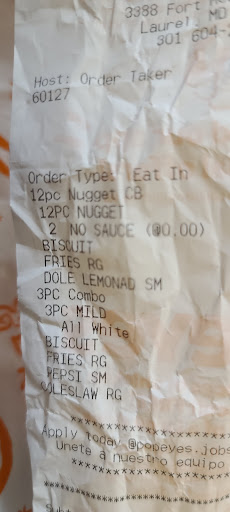 3388 Fort
Laurel, MD
301 604-
Host: Order Taker
60127
Order Type: Eat In
12pc Nugget CB
12PC NUGGET
2 NO SAUCE (@0.00)
BISCUIT
FRIES RG
DOLE LEMONAD SM
3PC Combo
3PC MILD
All White
BISCUIT
FRIES RG
PEPSI SM
COLESLAW RG
********************
Apply today @popeyes.jobs
Unete a nuestro equipo
********************